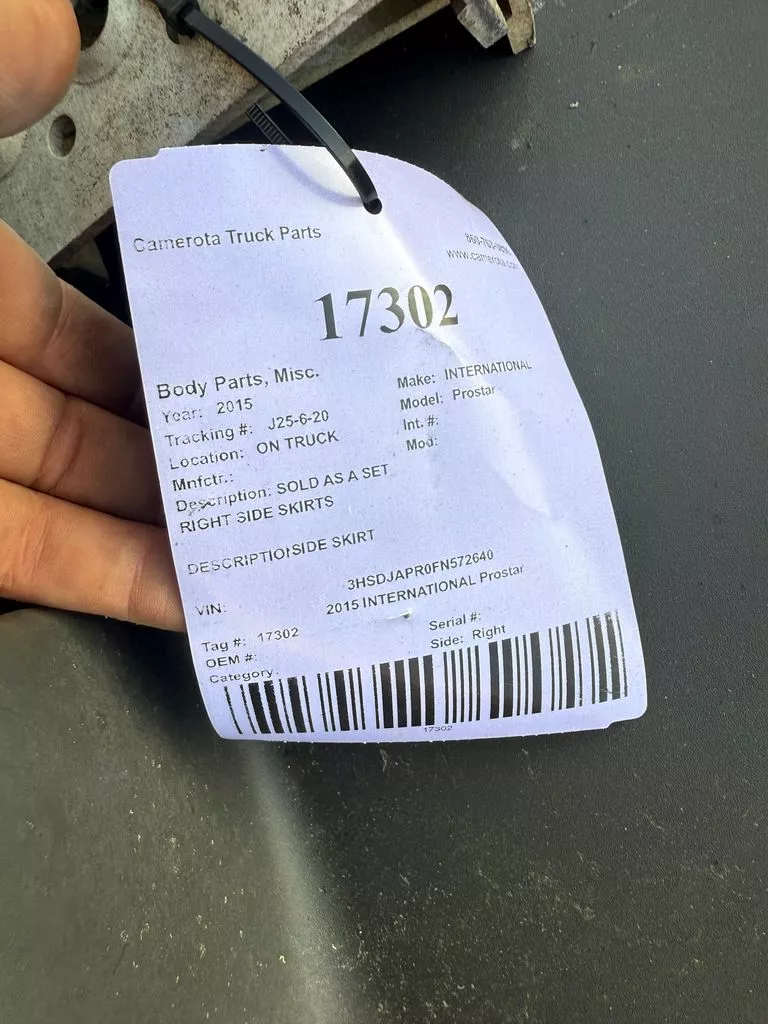 Camerota Truck Parts
www.camerota.com
17302
Body Parts, Misc.
Year: 2015
Tracking #: J25-6-20
Location: ON TRUCK
Mnfctr.:
Make: INTERNATIONAL
Model: Prostar
Int. #:
Mod:
Description: SOLD AS A SET
RIGHT SIDE SKIRTS
DESCRIPTIONSIDE SKIRT
VIN: 3HSDJAPR0FN572640
2015 INTERNATIONAL Prostar
Tag #: 17302
OEM #:
Category:
Serial #:
Side: Right
17302